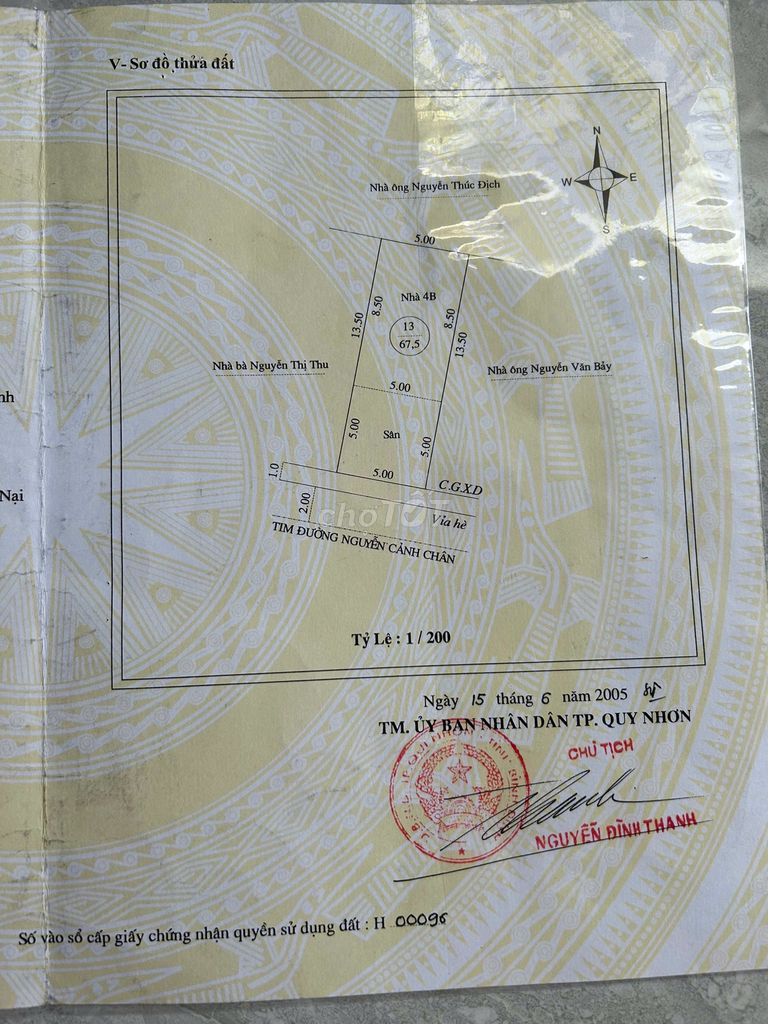 V- Sơ đồ thửa đất
N
W
E
S
Nhà ông Nguyễn Thúc Địch
5.00
Nhà 4B
8.50
8.50
13.50
13.50
13
67,5
Nhà bà Nguyễn Thị Thu
Nhà ông Nguyễn Văn Bảy
nh
5.00
5.00
Sân
5.00
5.00
1.0
C.G.X.D
Nại
2.00
chợTỐT
Vỉa hè
TIM ĐƯỜNG NGUYỄN CẢNH CHÂN
Tỷ Lệ : 1 / 200
Ngày 15 tháng 6 năm 2005
TM. ỦY BAN NHÂN DÂN TP. QUY NHƠN
CHỦ TỊCH
NGUYỄN ĐÌNH THANH
Số vào sổ cấp giấy chứng nhận quyền sử dụng đất : H 00096